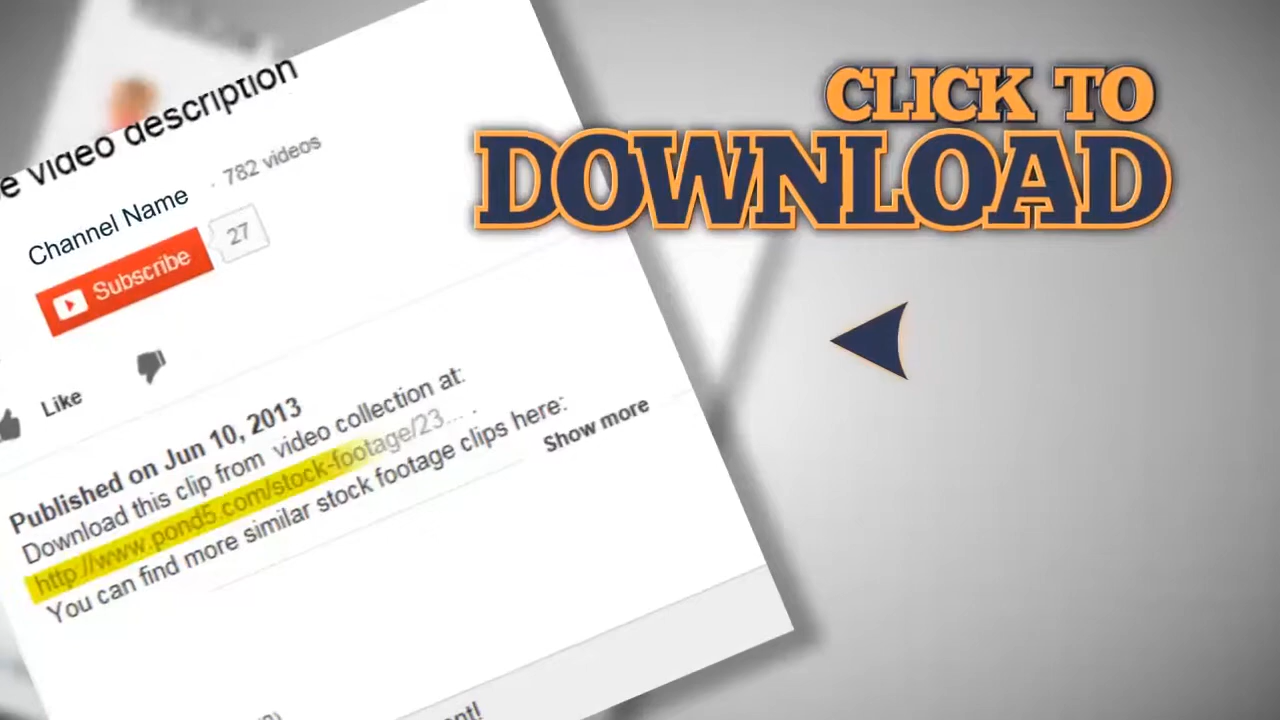 CLICK TO
DOWNLOAD
e video description
Channel Name · 782 videos
Subscribe 27
Like
Published on Jun 10, 2013
Download this clip from video collection at:
http://www.pond5.com/stock-footage/23... .
You can find more similar stock footage clips here:
Show more